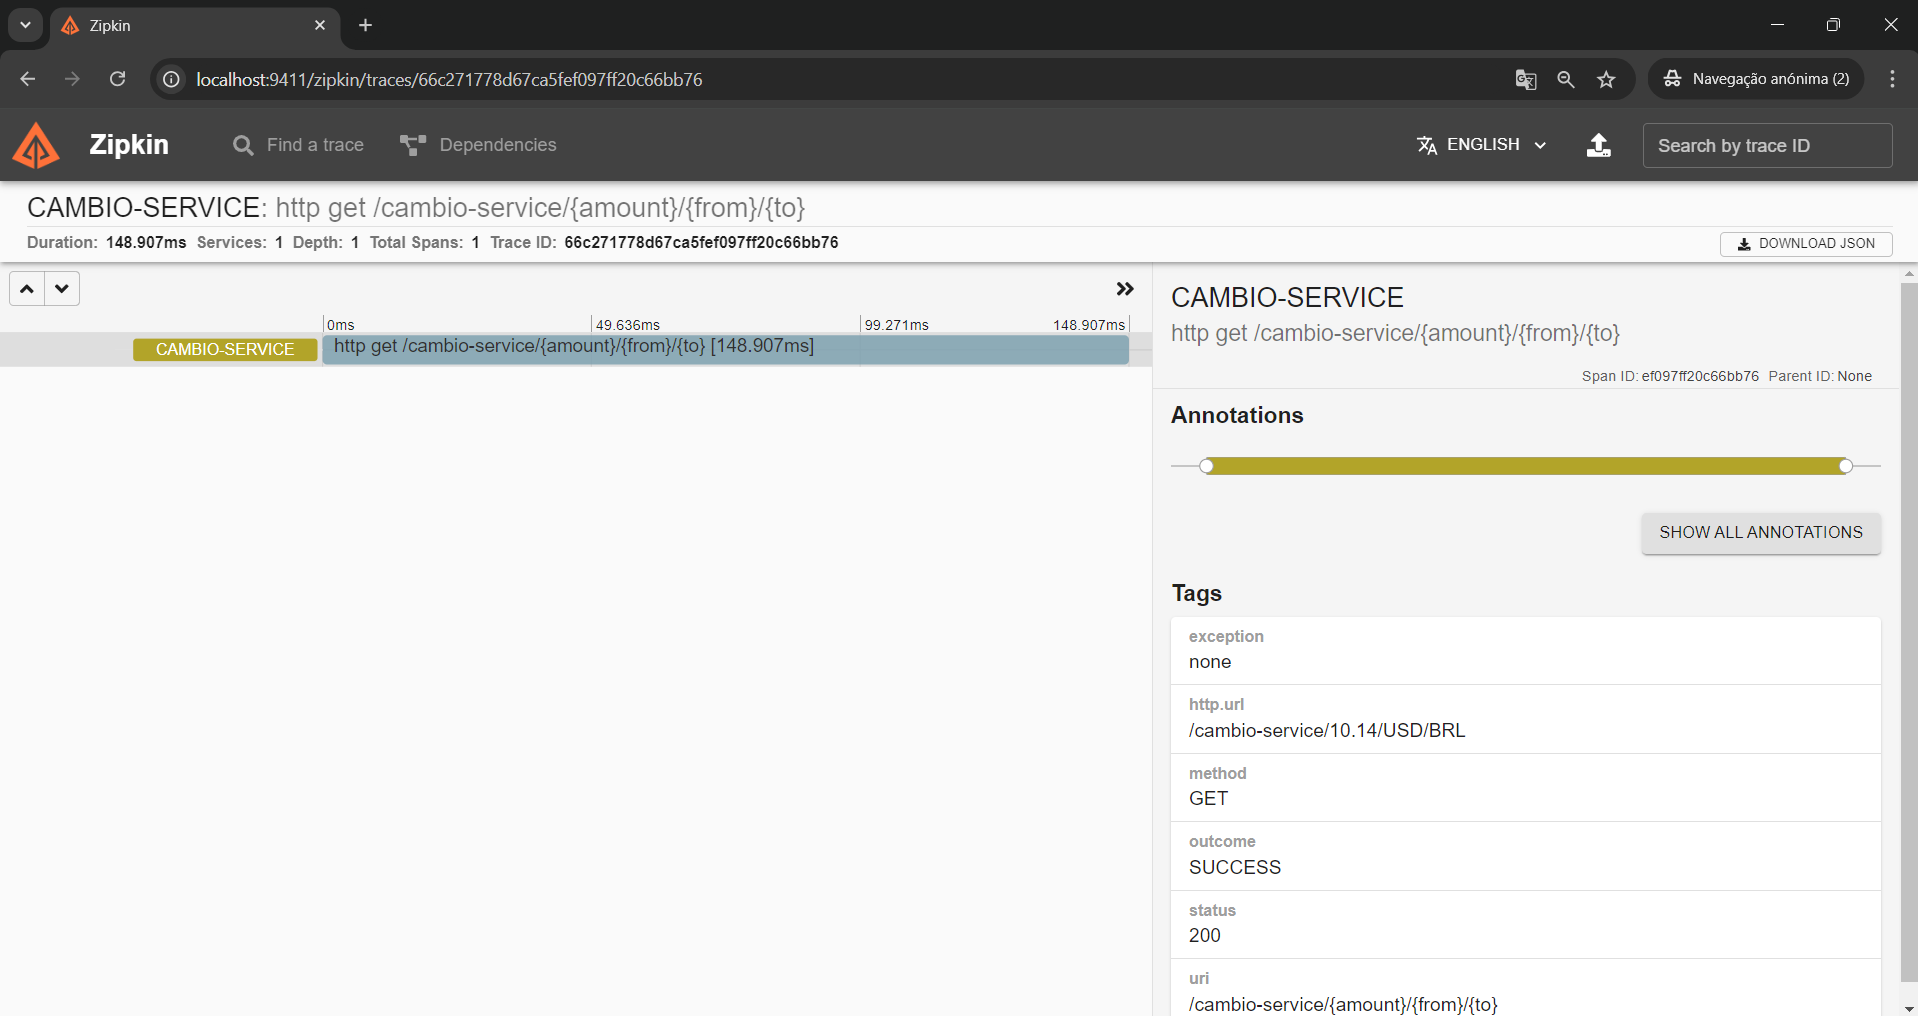 Zipkin
localhost:9411/zipkin/traces/66c271778d67ca5fef097ff20c66bb76
Navegação anónima (2)
Zipkin
Find a trace
Dependencies
ENGLISH
Search by trace ID
CAMBIO-SERVICE: http get /cambio-service/{amount}/{from}/{to}
Duration: 148.907ms Services: 1 Depth: 1 Total Spans: 1 Trace ID: 66c271778d67ca5fef097ff20c66bb76
DOWNLOAD JSON
0ms 49.636ms 99.271ms 148.907ms
CAMBIO-SERVICE http get /cambio-service/{amount}/{from}/{to} [148.907ms]
CAMBIO-SERVICE
http get /cambio-service/{amount}/{from}/{to}
Span ID: ef097ff20c66bb76 Parent ID: None
Annotations
SHOW ALL ANNOTATIONS
Tags
exception
none
http.url
/cambio-service/10.14/USD/BRL
method
GET
outcome
SUCCESS
status
200
uri
/cambio-service/{amount}/{from}/{to}